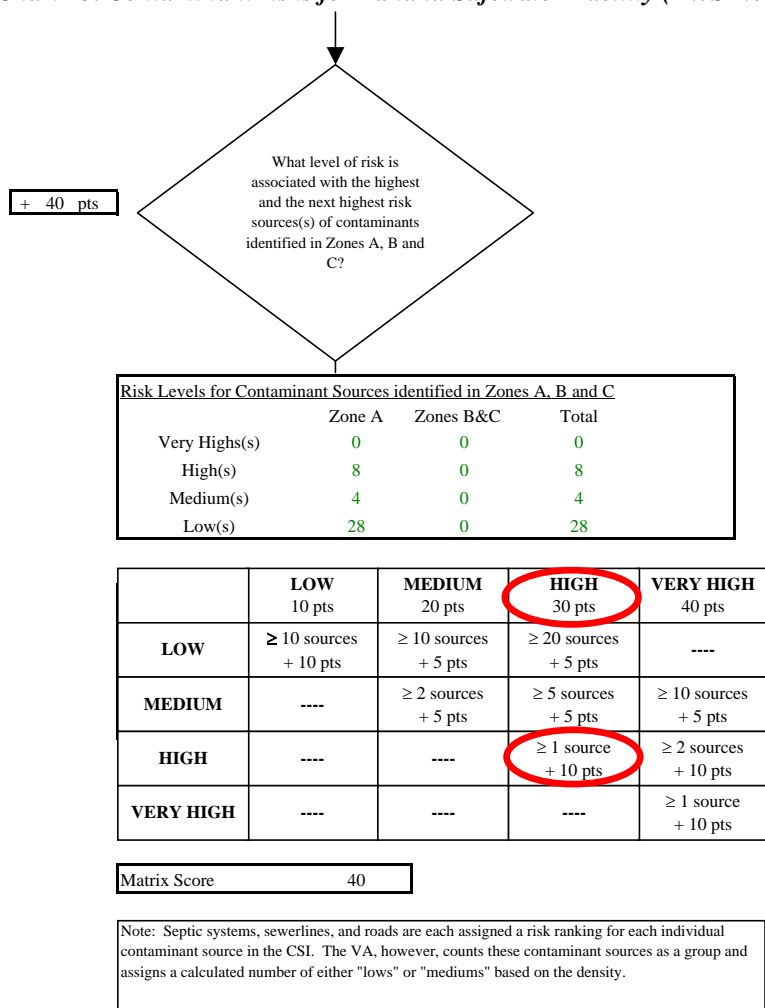 What level of risk is
associated with the highest
and the next highest risk
sources(s) of contaminants
identified in Zones A, B and
C?
+ 40 pts
Risk Levels for Contaminant Sources identified in Zones A, B and C
Zone A Zones B&C Total
Very Highs(s) 0 0 0
High(s) 8 0 8
Medium(s) 4 0 4
Low(s) 28 0 28
LOW MEDIUM HIGH VERY HIGH
10 pts 20 pts 30 pts 40 pts
LOW ≥ 10 sources ≥ 10 sources ≥ 20 sources ----
+ 10 pts + 5 pts + 5 pts
MEDIUM ---- ≥ 2 sources ≥ 5 sources ≥ 10 sources
+ 5 pts + 5 pts + 5 pts
HIGH ---- ---- ≥ 1 source ≥ 2 sources
+ 10 pts + 10 pts
VERY HIGH ---- ---- ---- ≥ 1 source
+ 10 pts
Matrix Score 40
Note: Septic systems, sewerlines, and roads are each assigned a risk ranking for each individual
contaminant source in the CSI. The VA, however, counts these contaminant sources as a group and
assigns a calculated number of either "lows" or "mediums" based on the density.